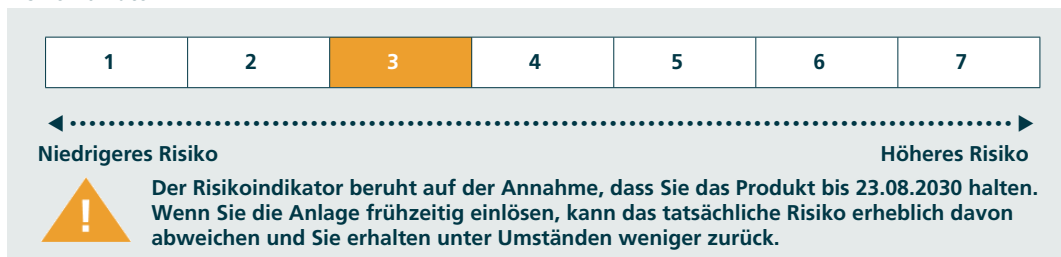 1 2 3 4 5 6 7
Niedrigeres Risiko Höheres Risiko
! Der Risikoindikator beruht auf der Annahme, dass Sie das Produkt bis 23.08.2030 halten.
Wenn Sie die Anlage frühzeitig einlösen, kann das tatsächliche Risiko erheblich davon
abweichen und Sie erhalten unter Umständen weniger zurück.